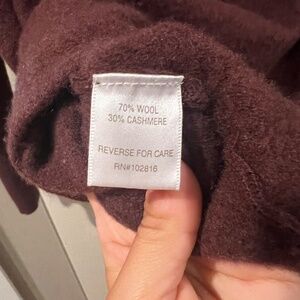 70% WOOL
30% CASHMERE
REVERSE FOR CARE
RN#102816